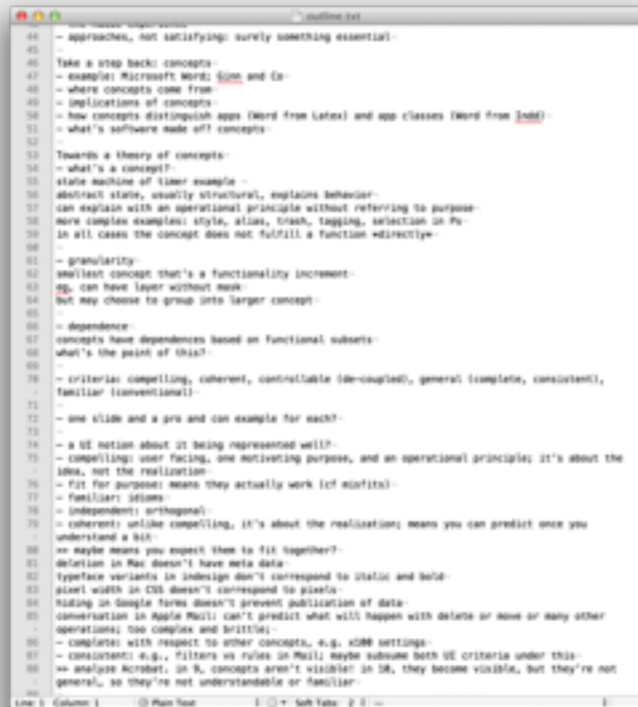 outline.txt
44 - approaches, not satisfying: surely something essential
45
46 Take a step back: concepts
47 - example: Microsoft Word; Ginn and Co
48 - where concepts come from
49 - implications of concepts
50 - how concepts distinguish apps (Word from Latex) and app classes (Word from Indd)
51 - what's software made of? concepts
52
53 Towards a theory of concepts
54 - what's a concept?
55 state machine of timer example
56 abstract state, usually structural, explains behavior
57 can explain with an operational principle without referring to purpose
58 more complex examples: style, alias, trash, tagging, selection in Ps
59 in all cases the concept does not fulfill a function *directly*
60
61 - granularity
62 smallest concept that's a functionality increment
63 eg, can have layer without mask
64 but may choose to group into larger concept
65
66 - dependence
67 concepts have dependences based on functional subsets
68 what's the point of this?
69
70 - criteria: compelling, coherent, controllable (de-coupled), general (complete, consistent),
familiar (conventional)
71
72 - one slide and a pro and con example for each?
73
74 - a UI notion about it being represented well?
75 - compelling: user facing, one motivating purpose, and an operational principle; it's about the
idea, not the realization
76 - fit for purpose: means they actually work (cf misfits)
77 - familiar: idioms
78 - independent: orthogonal
79 - coherent: unlike compelling, it's about the realization; means you can predict once you
understand a bit
80 >> maybe means you expect them to fit together?
81 deletion in Mac doesn't have meta data
82 typeface variants in indesign don't correspond to italic and bold
83 pixel width in CSS doesn't correspond to pixels
84 hiding in Google forms doesn't prevent publication of data
85 conversation in Apple Mail: can't predict what will happen with delete or move or many other
operations; too complex and brittle;
86 - complete: with respect to other concepts, e.g. x100 settings
87 - consistent: e.g., filters vs rules in Mail; maybe subsume both UI criteria under this
88 >> analyze Acrobat: in 9, concepts aren't visible! in 10, they become visible, but they're not
general, so they're not understandable or familiar
Line: 1 Column: 1 Plain Text Soft Tabs: 2